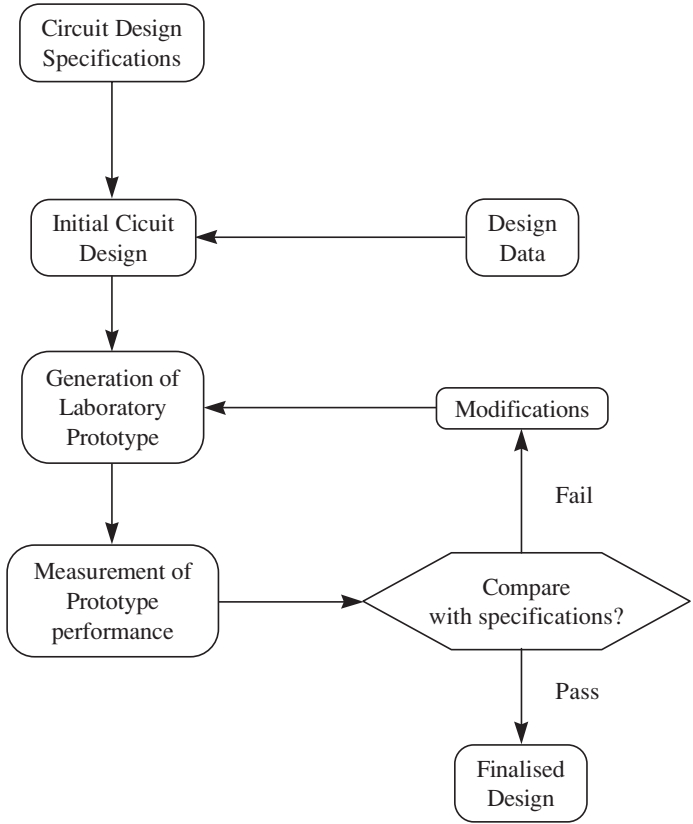 Circuit Design
Specifications
Initial Cicuit
Design
Design
Data
Generation of
Laboratory
Prototype
Modifications
Fail
Measurement of
Prototype
performance
Compare
with specifications?
Pass
Finalised
Design